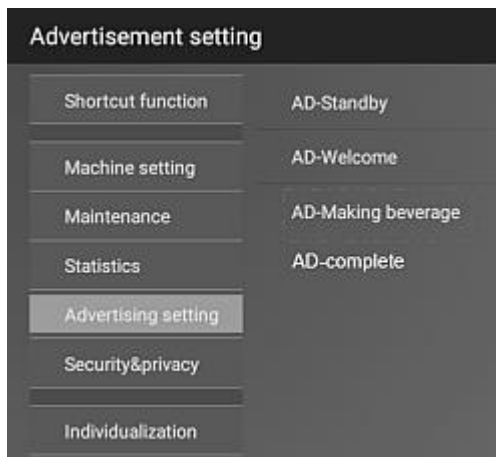 Advertisement setting
Shortcut function
Machine setting
Maintenance
Statistics
Advertising setting
Security&privacy
Individualization
AD-Standby
AD-Welcome
AD-Making beverage
AD-complete